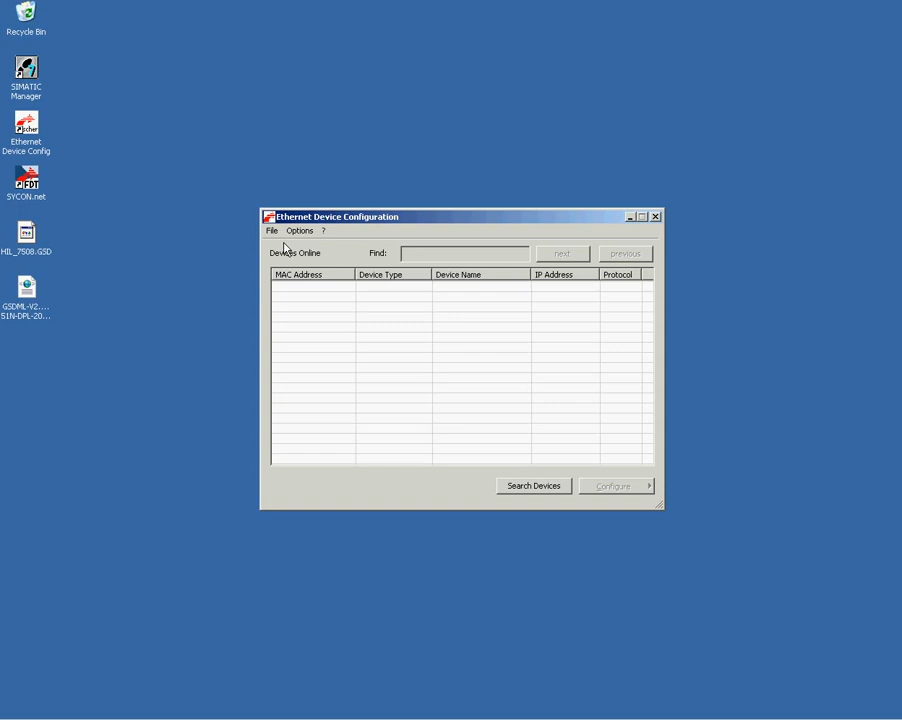 Recycle Bin
SIMATIC
Manager
Ethernet
Device Config
SYCON.net
HIL_7508.GSD
GSDML-V2....
51N-DPL-20...
Ethernet Device Configuration
File Options ?
Devices Online Find: next previous
MAC Address Device Type Device Name IP Address Protocol
Search Devices Configure